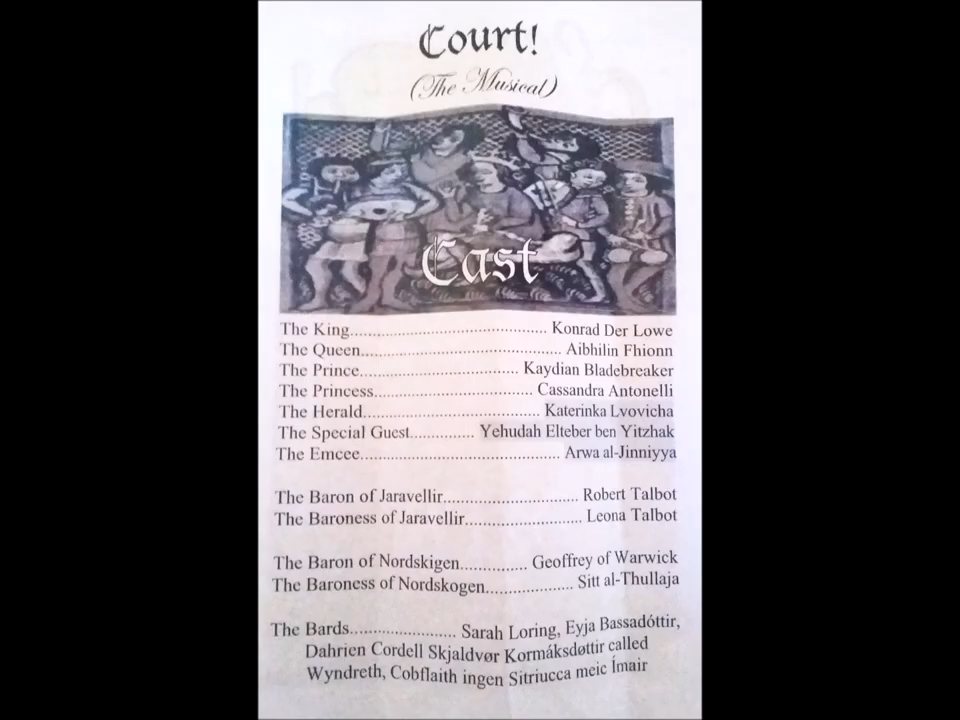 Court!
(The Musical)
Cast
The King............................................ Konrad Der Lowe
The Queen............................................. Aibhilin Fhionn
The Prince................................... Kaydian Bladebreaker
The Princess................................... Cassandra Antonelli
The Herald....................................... Katerinka Lvovicha
The Special Guest.............. Yehudah Elteber ben Yitzhak
The Emcee............................................ Arwa al-Jinniyya
The Baron of Jaravellir.............................. Robert Talbot
The Baroness of Jaravellir.......................... Leona Talbot
The Baron of Nordskigen............... Geoffrey of Warwick
The Baroness of Nordskogen.................... Sitt al-Thullaja
The Bards........................ Sarah Loring, Eyja Bassadóttir,
Dahrien Cordell Skjaldvør Kormáksdøttir called
Wyndreth, Cobflaith ingen Sitriucca meic Ímair